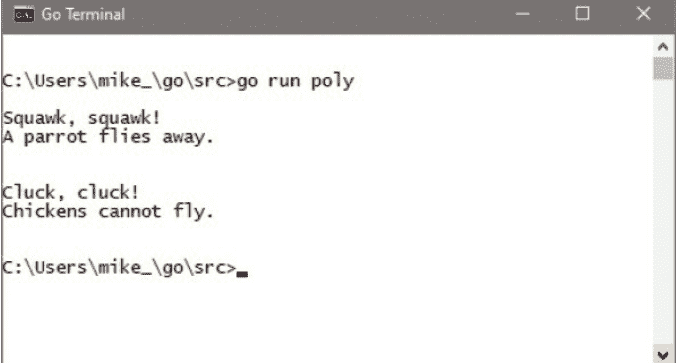 Go Terminal
C:\Users\mike_\go\src>go run poly
Squawk, squawk!
A parrot flies away.
Cluck, cluck!
Chickens cannot fly.
C:\Users\mike_\go\src>